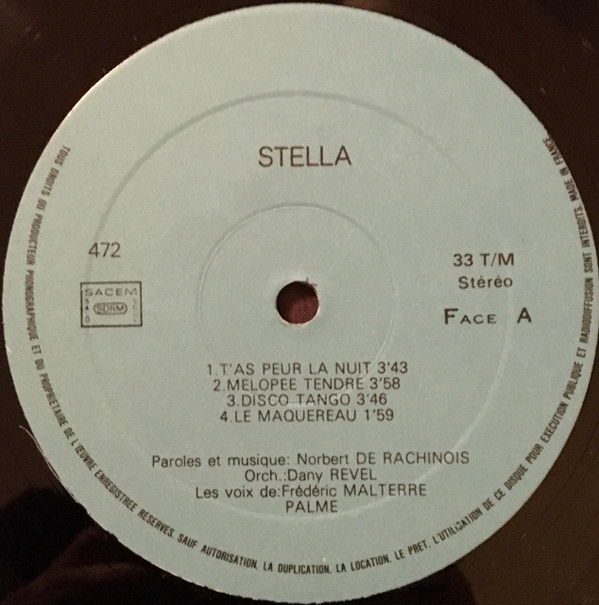 STELLA
472
SACEM
SDRM
33 T/M
Stéréo
FACE A
1.T'AS PEUR LA NUIT 3'43
2.MELOPEE TENDRE 3'58
3.DISCO TANGO 3'46
4.LE MAQUEREAU 1'59
Paroles et musique: Norbert DE RACHINOIS
Orch.:Dany REVEL
Les voix de:Frédéric MALTERRE
PALME
TOUS DROITS DU PRODUCTEUR PHONOGRAPHIQUE ET DU PROPRIETAIRE DE L'ŒUVRE ENREGISTREE RESERVES. SAUF AUTORISATION, LA DUPLICATION, LA LOCATION, LE PRET, L'UTILISATION DE CE DISQUE POUR EXECUTION PUBLIQUE ET RADIODIFFUSION SONT INTERDITS. MADE IN FRANCE